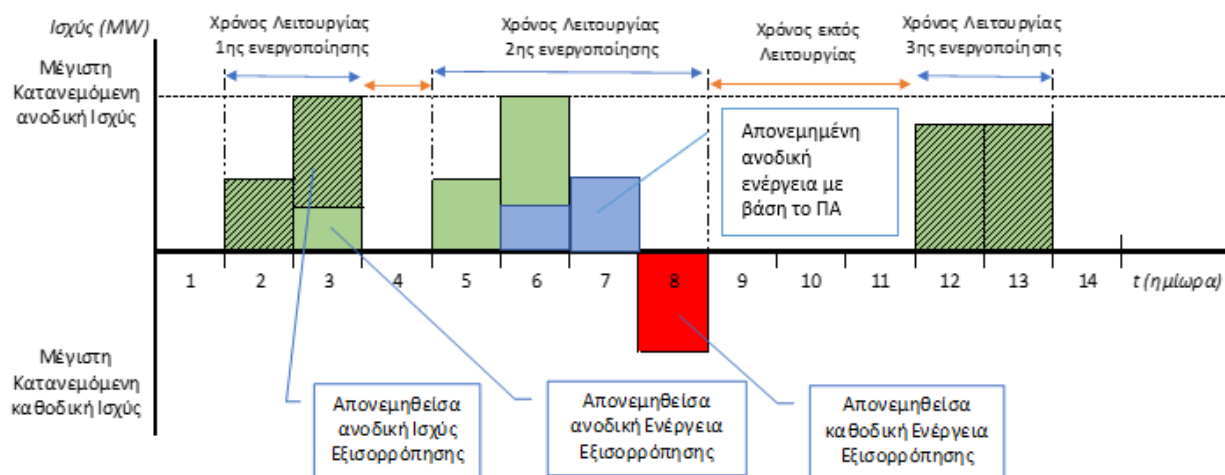 Ισχύς (MW)
Μέγιστη
Κατανεμόμενη
ανοδική Ισχύς
Χρόνος Λειτουργίας
1ης ενεργοποίησης
Χρόνος Λειτουργίας
2ης ενεργοποίησης
Χρόνος εκτός
Λειτουργίας
Χρόνος Λειτουργίας
3ης ενεργοποίησης
Απονεμημένη
ανοδική
ενέργεια με
βάση το ΠΑ
1 2 3 4 5 6 7 8 9 10 11 12 13 14 t (ημίωρα)
Μέγιστη
Κατανεμόμενη
καθοδική Ισχύς
Απονεμηθείσα
ανοδική Ισχύ
Εξισορρόπησης
Απονεμηθείσα
ανοδική Ενέργεια
Εξισορρόπησης
Απονεμηθείσα
καθοδική Ενέργεια
Εξισορρόπησης